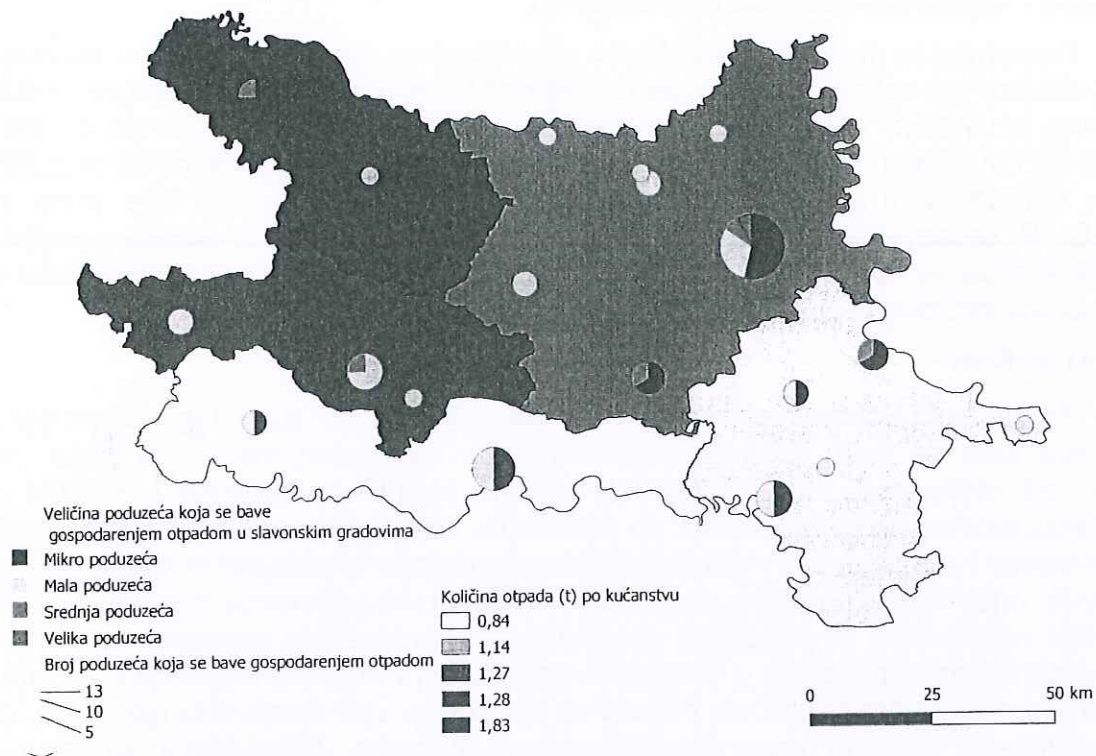 Veličina poduzeća koja se bave
gospodarenjem otpadom u slavonskim gradovima
Mikro poduzeća
Mala poduzeća
Srednja poduzeća
Velika poduzeća
Broj poduzeća koja se bave gospodarenjem otpadom
13
10
5
Količina otpada (t) po kućanstvu
0,84
1,14
1,27
1,28
1,83
0 25 50 km